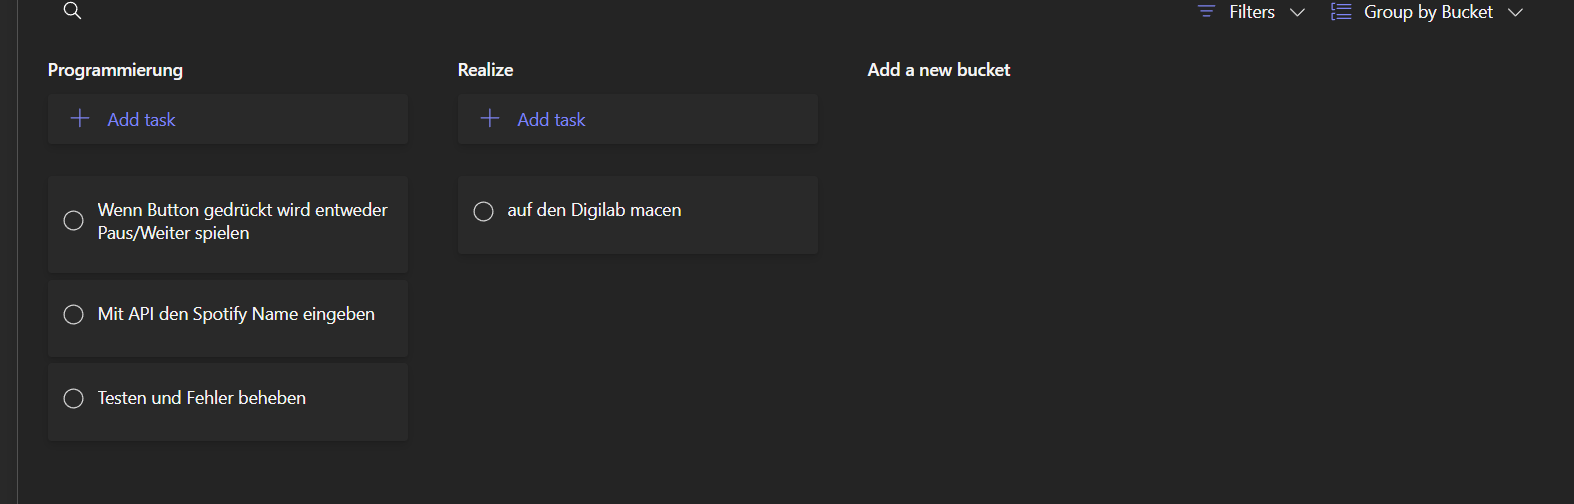 Filters
Group by Bucket
Programmierung
Realize
Add a new bucket
Add task
Add task
Wenn Button gedrückt wird entweder
Paus/Weiter spielen
auf den Digilab macen
Mit API den Spotify Name eingeben
Testen und Fehler beheben